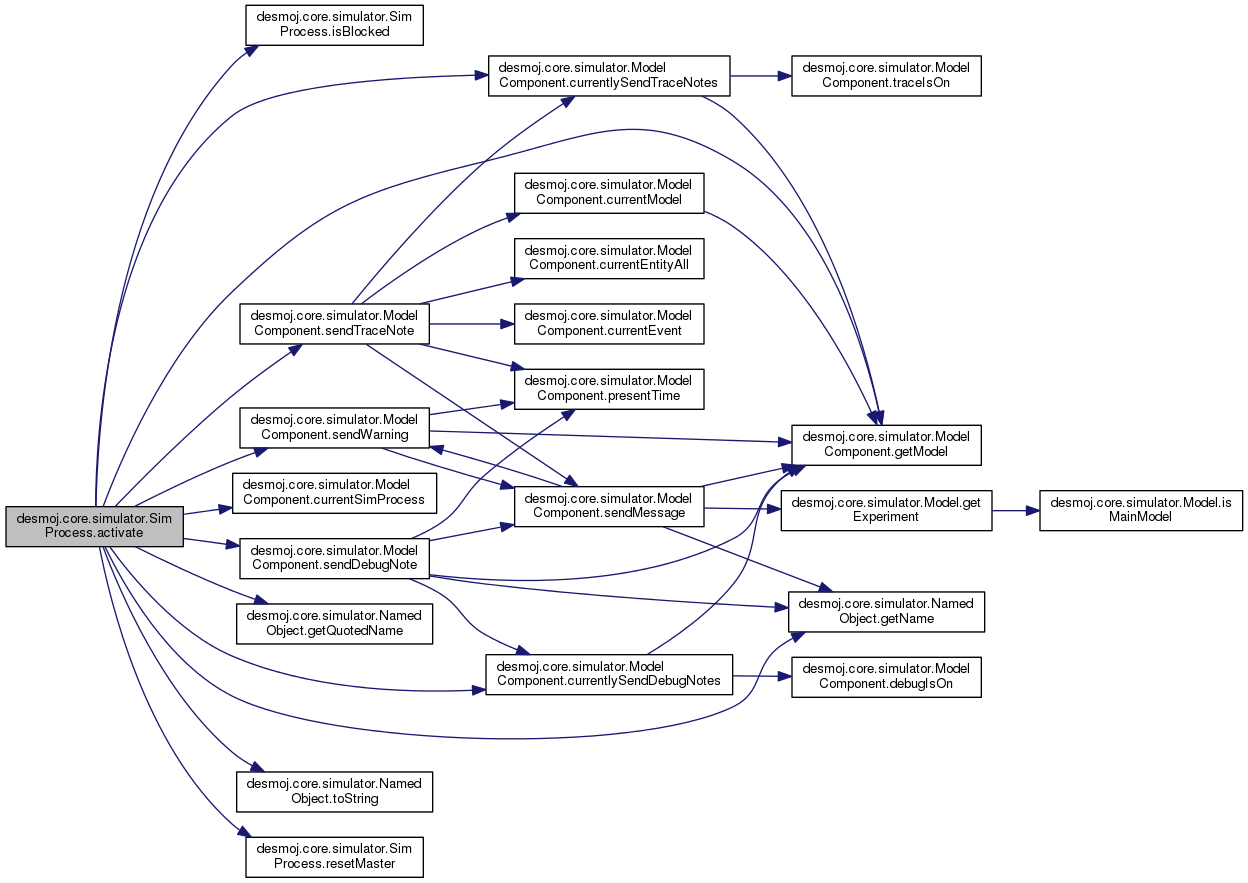 desmoj.core.simulator.Sim
Process.isBlocked
desmoj.core.simulator.Model
Component.currentlySendTraceNotes
desmoj.core.simulator.Model
Component.traceIsOn
desmoj.core.simulator.Model
Component.currentModel
desmoj.core.simulator.Model
Component.currentEntityAll
desmoj.core.simulator.Model
Component.sendTraceNote
desmoj.core.simulator.Model
Component.currentEvent
desmoj.core.simulator.Model
Component.presentTime
desmoj.core.simulator.Model
Component.sendWarning
desmoj.core.simulator.Model
Component.getModel
desmoj.core.simulator.Model
Component.currentSimProcess
desmoj.core.simulator.Model
Component.sendMessage
desmoj.core.simulator.Model.get
Experiment
desmoj.core.simulator.Model.is
MainModel
desmoj.core.simulator.Sim
Process.activate
desmoj.core.simulator.Model
Component.sendDebugNote
desmoj.core.simulator.Named
Object.getName
desmoj.core.simulator.Named
Object.getQuotedName
desmoj.core.simulator.Model
Component.currentlySendDebugNotes
desmoj.core.simulator.Model
Component.debugIsOn
desmoj.core.simulator.Named
Object.toString
desmoj.core.simulator.Sim
Process.resetMaster